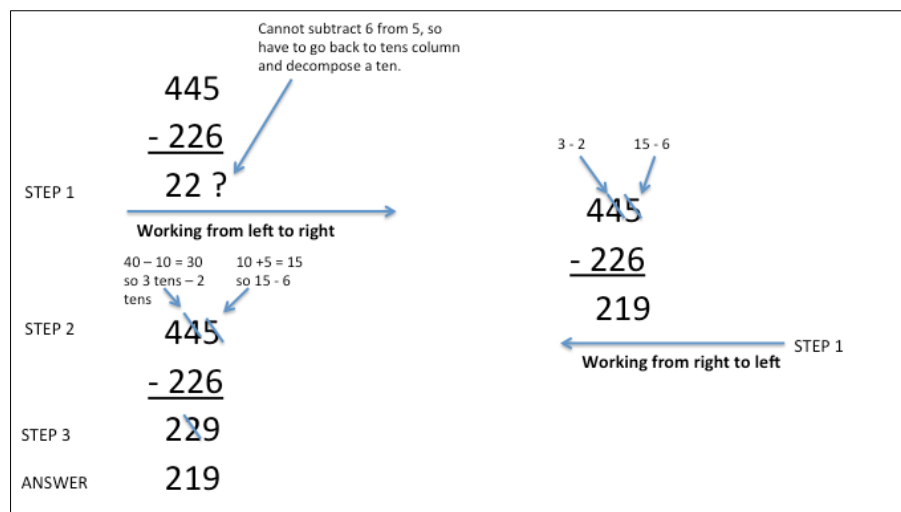 Cannot subtract 6 from 5, so
have to go back to tens column
and decompose a ten.
445
- 226
STEP 1
22 ?
Working from left to right
40 – 10 = 30
so 3 tens – 2
tens
10 +5 = 15
so 15 - 6
STEP 2
445
- 226
STEP 3
229
ANSWER
219
3 - 2
15 - 6
445
- 226
219
STEP 1
Working from right to left